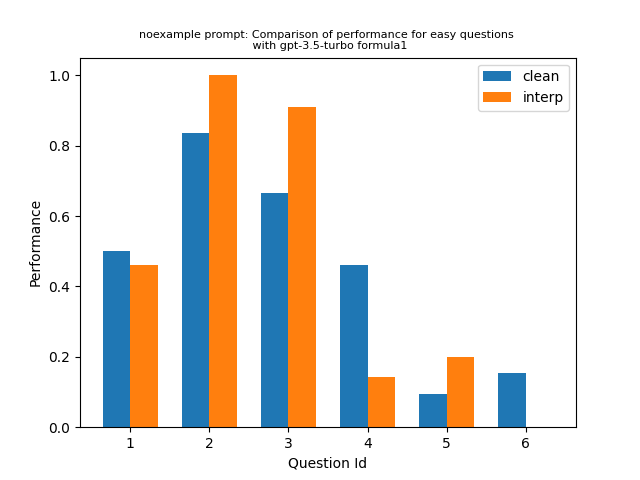 noexample prompt: Comparison of performance for easy questions
with gpt-3.5-turbo formula1
clean
interp
1.0
0.8
0.6
0.4
0.2
0.0
Performance
1 2 3 4 5 6
Question Id